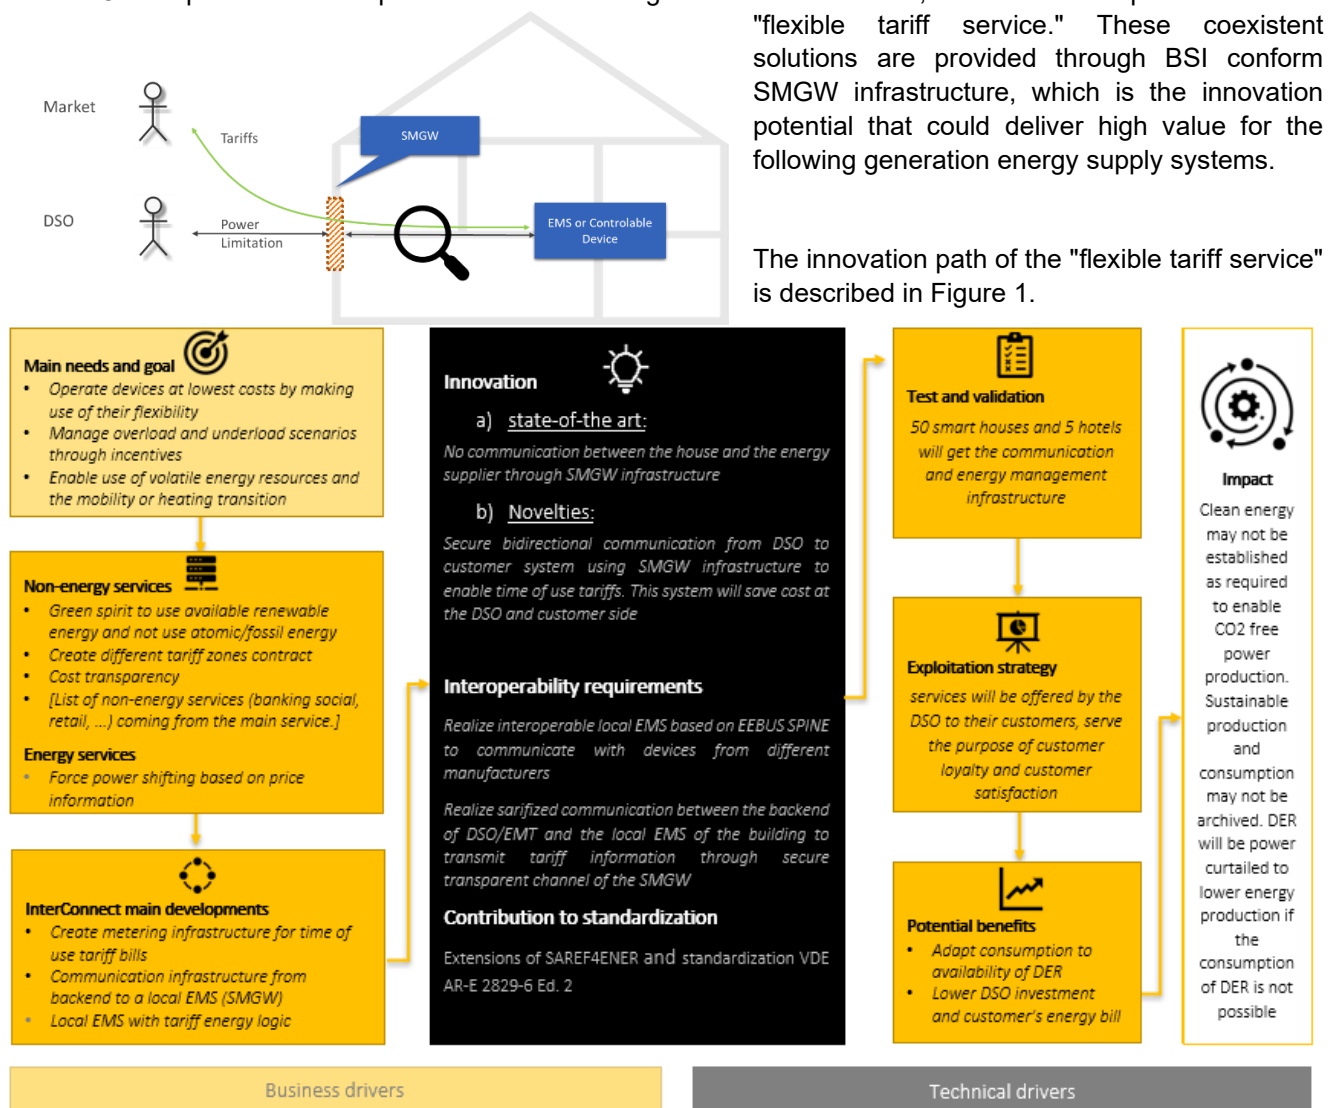 "flexible tariff service." These coexistent
solutions are provided through BSI conform
SMGW infrastructure, which is the innovation
potential that could deliver high value for the
following generation energy supply systems.
The innovation path of the "flexible tariff service"
is described in Figure 1.
Market
Tariffs
SMGW
DSO
Power
Limitation
EMS or Controlable
Device
Main needs and goal
• Operate devices at lowest costs by making
use of their flexibility
• Manage overload and underload scenarios
through incentives
• Enable use of volatile energy resources and
the mobility or heating transition
Non-energy services
• Green spirit to use available renewable
energy and not use atomic/fossil energy
• Create different tariff zones contract
• Cost transparency
• [List of non-energy services (banking social,
retail, ...) coming from the main service.]
Energy services
• Force power shifting based on price
information
InterConnect main developments
• Create metering infrastructure for time of
use tariff bills
• Communication infrastructure from
backend to a local EMS (SMGW)
• Local EMS with tariff energy logic
Innovation
a) state-of-the art:
No communication between the house and the energy
supplier through SMGW infrastructure
b) Novelties:
Secure bidirectional communication from DSO to
customer system using SMGW infrastructure to
enable time of use tariffs. This system will save cost at
the DSO and customer side
Interoperability requirements
Realize interoperable local EMS based on EEBUS SPINE
to communicate with devices from different
manufacturers
Realize sarifized communication between the backend
of DSO/EMT and the local EMS of the building to
transmit tariff information through secure
transparent channel of the SMGW
Contribution to standardization
Extensions of SAREF4ENER and standardization VDE
AR-E 2829-6 Ed. 2
Test and validation
50 smart houses and 5 hotels
will get the communication
and energy management
infrastructure
Exploitation strategy
services will be offered by the
DSO to their customers, serve
the purpose of customer
loyalty and customer
satisfaction
Potential benefits
• Adapt consumption to
availability of DER
• Lower DSO investment
and customer's energy bill
Impact
Clean energy
may not be
established
as required
to enable
CO2 free
power
production.
Sustainable
production
and
consumption
may not be
archived. DER
will be power
curtailed to
lower energy
production if
the
consumption
of DER is not
possible
Business drivers
Technical drivers